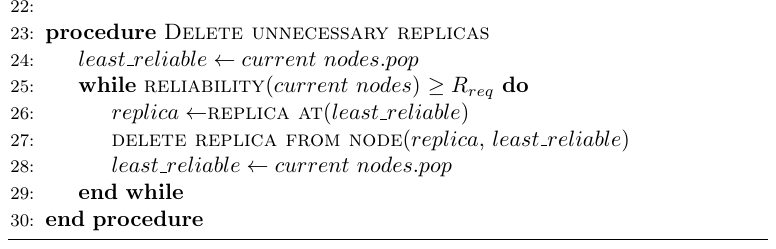 22:
23: procedure Delete unnecessary replicas
24: least_reliable ← current nodes.pop
25: while reliability(current nodes) ≥ R_req do
26: replica ←replica at(least_reliable)
27: delete replica from node(replica, least_reliable)
28: least_reliable ← current nodes.pop
29: end while
30: end procedure